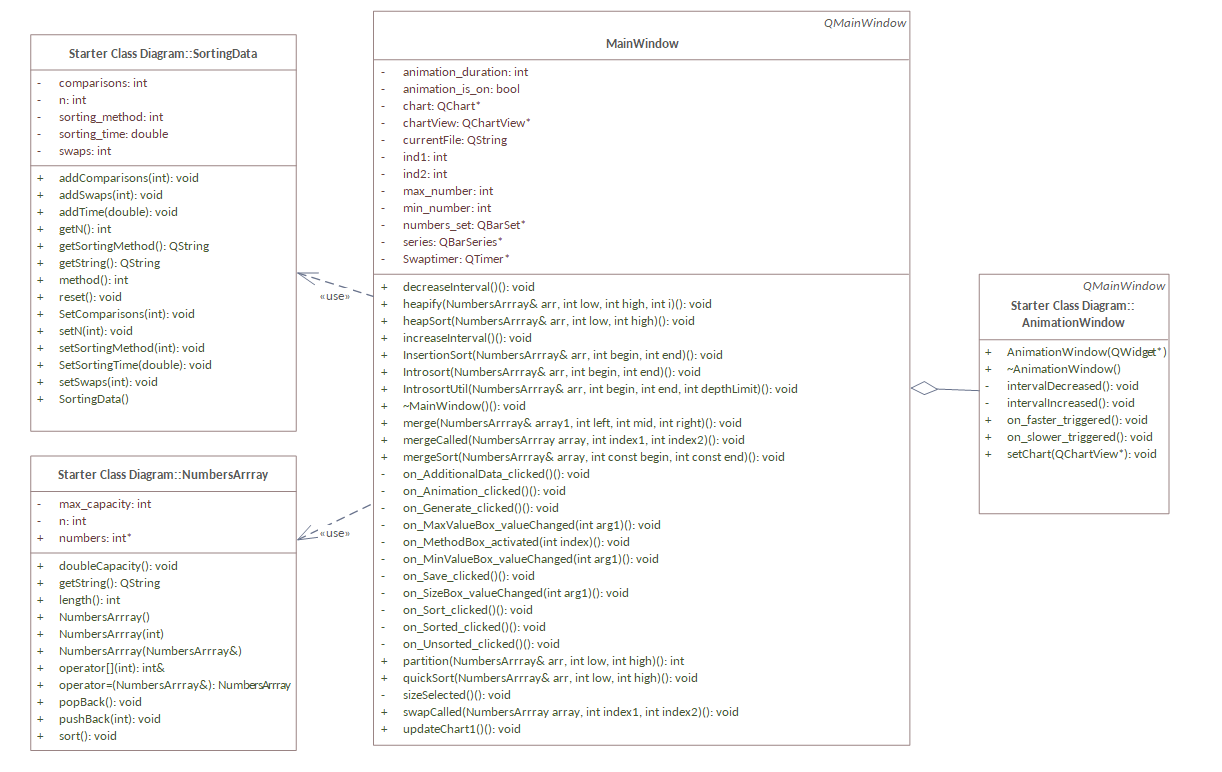 Starter Class Diagram::SortingData
- comparisons: int
- n: int
- sorting_method: int
- sorting_time: double
- swaps: int
+ addComparisons(int): void
+ addSwaps(int): void
+ addTime(double): void
+ getN(): int
+ getSortingMethod(): QString
+ getString(): QString
+ method(): int
+ reset(): void
+ SetComparisons(int): void
+ setN(int): void
+ setSortingMethod(int): void
+ SetSortingTime(double): void
+ setSwaps(int): void
+ SortingData()
Starter Class Diagram::NumbersArrray
- max_capacity: int
- n: int
+ numbers: int*
+ doubleCapacity(): void
+ getString(): QString
+ length(): int
+ NumbersArrray()
+ NumbersArrray(int)
+ NumbersArrray(NumbersArrray&)
+ operator[](int): int&
+ operator=(NumbersArrray&): NumbersArrray
+ popBack(): void
+ pushBack(int): void
+ sort(): void
«use»
«use»
QMainWindow
MainWindow
- animation_duration: int
- animation_is_on: bool
- chart: QChart*
- chartView: QChartView*
- currentFile: QString
- ind1: int
- ind2: int
- max_number: int
- min_number: int
- numbers_set: QBarSet*
- series: QBarSeries*
- Swaptimer: QTimer*
+ decreaseInterval()(): void
+ heapify(NumbersArrray& arr, int low, int high, int i)(): void
+ heapSort(NumbersArrray& arr, int low, int high)(): void
+ increaseInterval()(): void
+ InsertionSort(NumbersArrray& arr, int begin, int end)(): void
+ Introsort(NumbersArrray& arr, int begin, int end)(): void
+ IntrosortUtil(NumbersArrray& arr, int begin, int end, int depthLimit)(): void
+ ~MainWindow()(): void
+ merge(NumbersArrray& array1, int left, int mid, int right)(): void
+ mergeCalled(NumbersArrray array, int index1, int index2)(): void
+ mergeSort(NumbersArrray& array, int const begin, int const end)(): void
- on_AdditionalData_clicked()(): void
- on_Animation_clicked()(): void
- on_Generate_clicked()(): void
- on_MaxValueBox_valueChanged(int arg1)(): void
- on_MethodBox_activated(int index)(): void
- on_MinValueBox_valueChanged(int arg1)(): void
- on_Save_clicked()(): void
- on_SizeBox_valueChanged(int arg1)(): void
- on_Sort_clicked()(): void
- on_Sorted_clicked()(): void
- on_Unsorted_clicked()(): void
+ partition(NumbersArrray& arr, int low, int high)(): int
+ quickSort(NumbersArrray& arr, int low, int high)(): void
- sizeSelected()(): void
+ swapCalled(NumbersArrray array, int index1, int index2)(): void
+ updateChart1()(): void
QMainWindow
Starter Class Diagram::
AnimationWindow
+ AnimationWindow(QWidget*)
+ ~AnimationWindow()
- intervalDecreased(): void
- intervalIncreased(): void
+ on_faster_triggered(): void
+ on_slower_triggered(): void
+ setChart(QChartView*): void